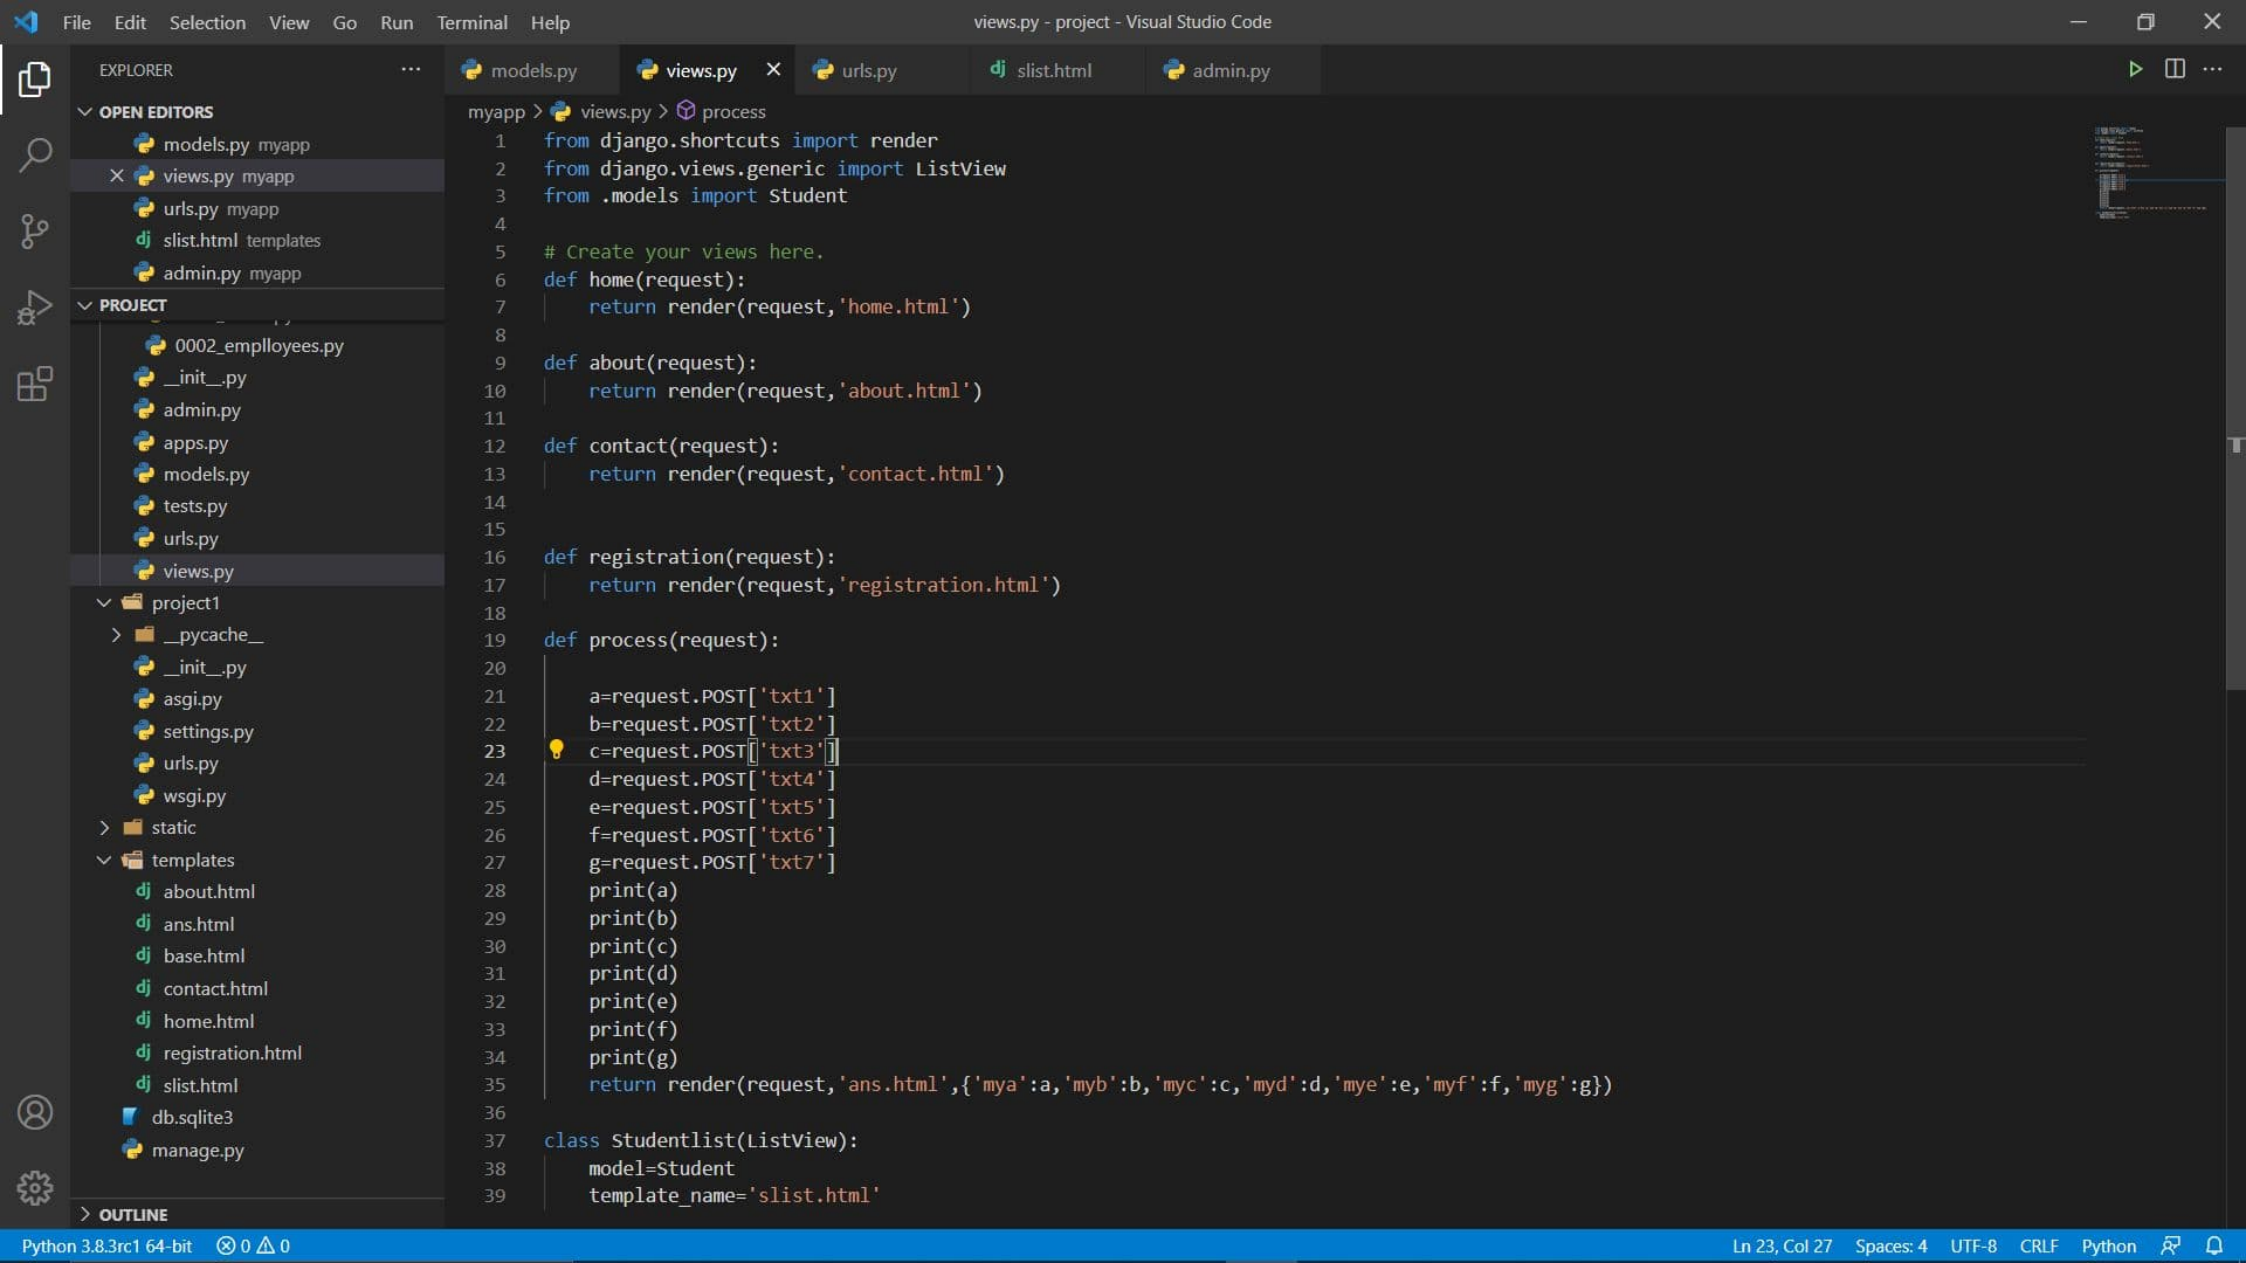 File Edit Selection View Go Run Terminal Help
views.py - project - Visual Studio Code
EXPLORER
OPEN EDITORS
models.py myapp
views.py myapp
urls.py myapp
slist.html templates
admin.py myapp
PROJECT
0002_emplloyees.py
__init__.py
admin.py
apps.py
models.py
tests.py
urls.py
views.py
project1
__pycache__
__init__.py
asgi.py
settings.py
urls.py
wsgi.py
static
templates
about.html
ans.html
base.html
contact.html
home.html
registration.html
slist.html
db.sqlite3
manage.py
OUTLINE
models.py views.py urls.py slist.html admin.py
myapp > views.py > process
1 from django.shortcuts import render
2 from django.views.generic import ListView
3 from .models import Student
4
5 # Create your views here.
6 def home(request):
7 return render(request,'home.html')
8
9 def about(request):
10 return render(request,'about.html')
11
12 def contact(request):
13 return render(request,'contact.html')
14
15
16 def registration(request):
17 return render(request,'registration.html')
18
19 def process(request):
20
21 a=request.POST['txt1']
22 b=request.POST['txt2']
23 c=request.POST['txt3']
24 d=request.POST['txt4']
25 e=request.POST['txt5']
26 f=request.POST['txt6']
27 g=request.POST['txt7']
28 print(a)
29 print(b)
30 print(c)
31 print(d)
32 print(e)
33 print(f)
34 print(g)
35 return render(request,'ans.html',{'mya':a,'myb':b,'myc':c,'myd':d,'mye':e,'myf':f,'myg':g})
36
37 class Studentlist(ListView):
38 model=Student
39 template_name='slist.html'
Python 3.8.3rc1 64-bit 0 0 Ln 23, Col 27 Spaces: 4 UTF-8 CRLF Python